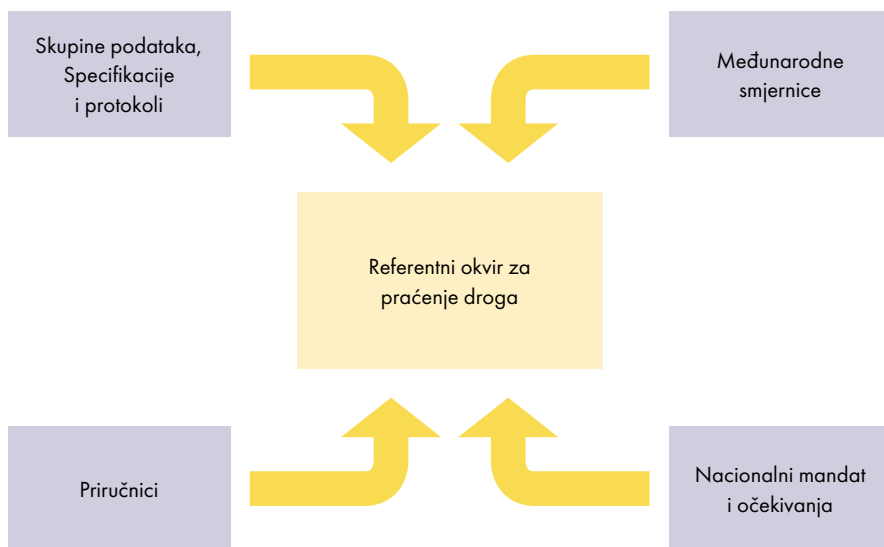 Skupine podataka,
Specifikacije
i protokoli
Međunarodne
smjernice
Referentni okvir za
praćenje droga
Priručnici
Nacionalni mandat
i očekivanja